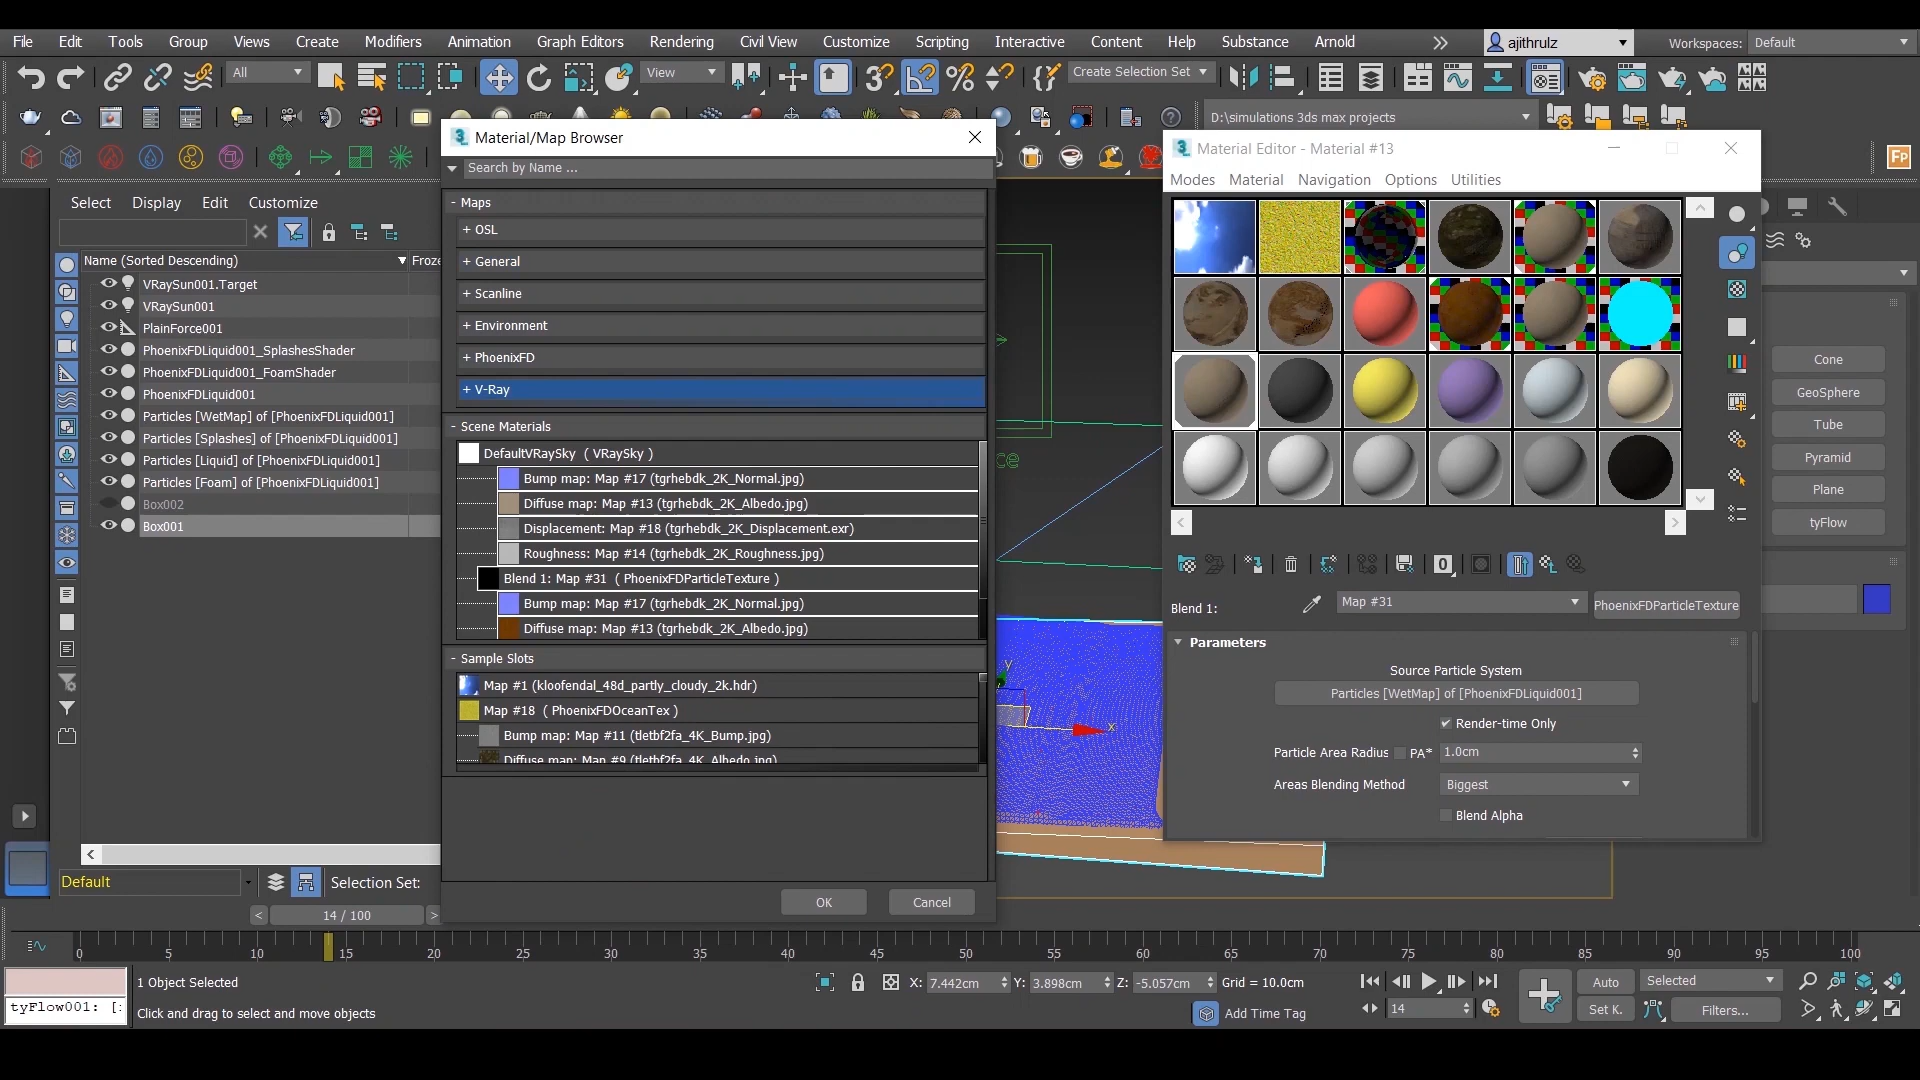 File Edit Tools Group Views Create Modifiers Animation Graph Editors Rendering Civil View Customize Scripting Interactive Content Help Substance Arnold ajithrulz Workspaces: Default
All View Create Selection Set
D:\simulations 3ds max projects
Material/Map Browser
Search by Name ...
- Maps
+ OSL
+ General
+ Scanline
+ Environment
+ PhoenixFD
+ V-Ray
- Scene Materials
DefaultVRaySky ( VRaySky )
Bump map: Map #17 (tgrhebdk_2K_Normal.jpg)
Diffuse map: Map #13 (tgrhebdk_2K_Albedo.jpg)
Displacement: Map #18 (tgrhebdk_2K_Displacement.exr)
Roughness: Map #14 (tgrhebdk_2K_Roughness.jpg)
Blend 1: Map #31 ( PhoenixFDParticleTexture )
Bump map: Map #17 (tgrhebdk_2K_Normal.jpg)
Diffuse map: Map #13 (tgrhebdk_2K_Albedo.jpg)
- Sample Slots
Map #1 (kloofendal_48d_partly_cloudy_2k.hdr)
Map #18 ( PhoenixFDOceanTex )
Bump map: Map #11 (tletbf2fa_4K_Bump.jpg)
Diffuse map: Map #9 (tletbf2fa_4K_Albedo.jpg)
OK Cancel
Select Display Edit Customize
Name (Sorted Descending) Froze
VRaySun001.Target
VRaySun001
PlainForce001
PhoenixFDLiquid001_SplashesShader
PhoenixFDLiquid001_FoamShader
PhoenixFDLiquid001
Particles [WetMap] of [PhoenixFDLiquid001]
Particles [Splashes] of [PhoenixFDLiquid001]
Particles [Liquid] of [PhoenixFDLiquid001]
Particles [Foam] of [PhoenixFDLiquid001]
Box002
Box001
Default Selection Set:
ce
y
x
Material Editor - Material #13
Modes Material Navigation Options Utilities
0
Blend 1: Map #31 PhoenixFDParticleTexture
Parameters
Source Particle System
Particles [WetMap] of [PhoenixFDLiquid001]
Render-time Only
Particle Area Radius PA* 1.0cm
Areas Blending Method Biggest
Blend Alpha
Fp
Cone
GeoSphere
Tube
Pyramid
Plane
tyFlow
< 14 / 100 >
0 5 10 15 20 25 30 35 40 45 50 55 60 65 70 75 80 85 90 95 100
1 Object Selected X: 7.442cm Y: 3.898cm Z: -5.057cm Grid = 10.0cm Auto Selected
tyFlow001: [
Click and drag to select and move objects Add Time Tag 14 Set K. Filters...